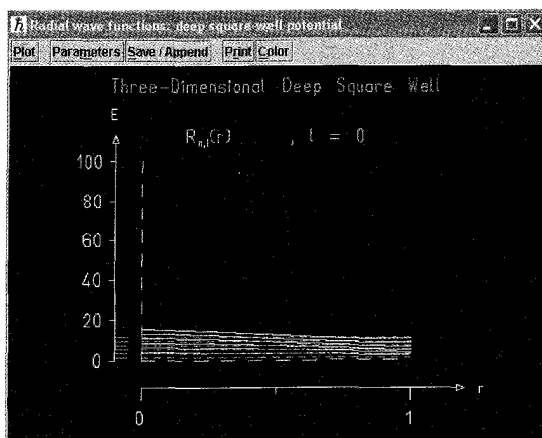 ħ Radial wave functions: deep square well potential
Plot Parameters Save / Append Print Color
Three-Dimensional Deep Square Well
E
Rn,l(r) , l = 0
100
80
60
40
20
0
r
0 1